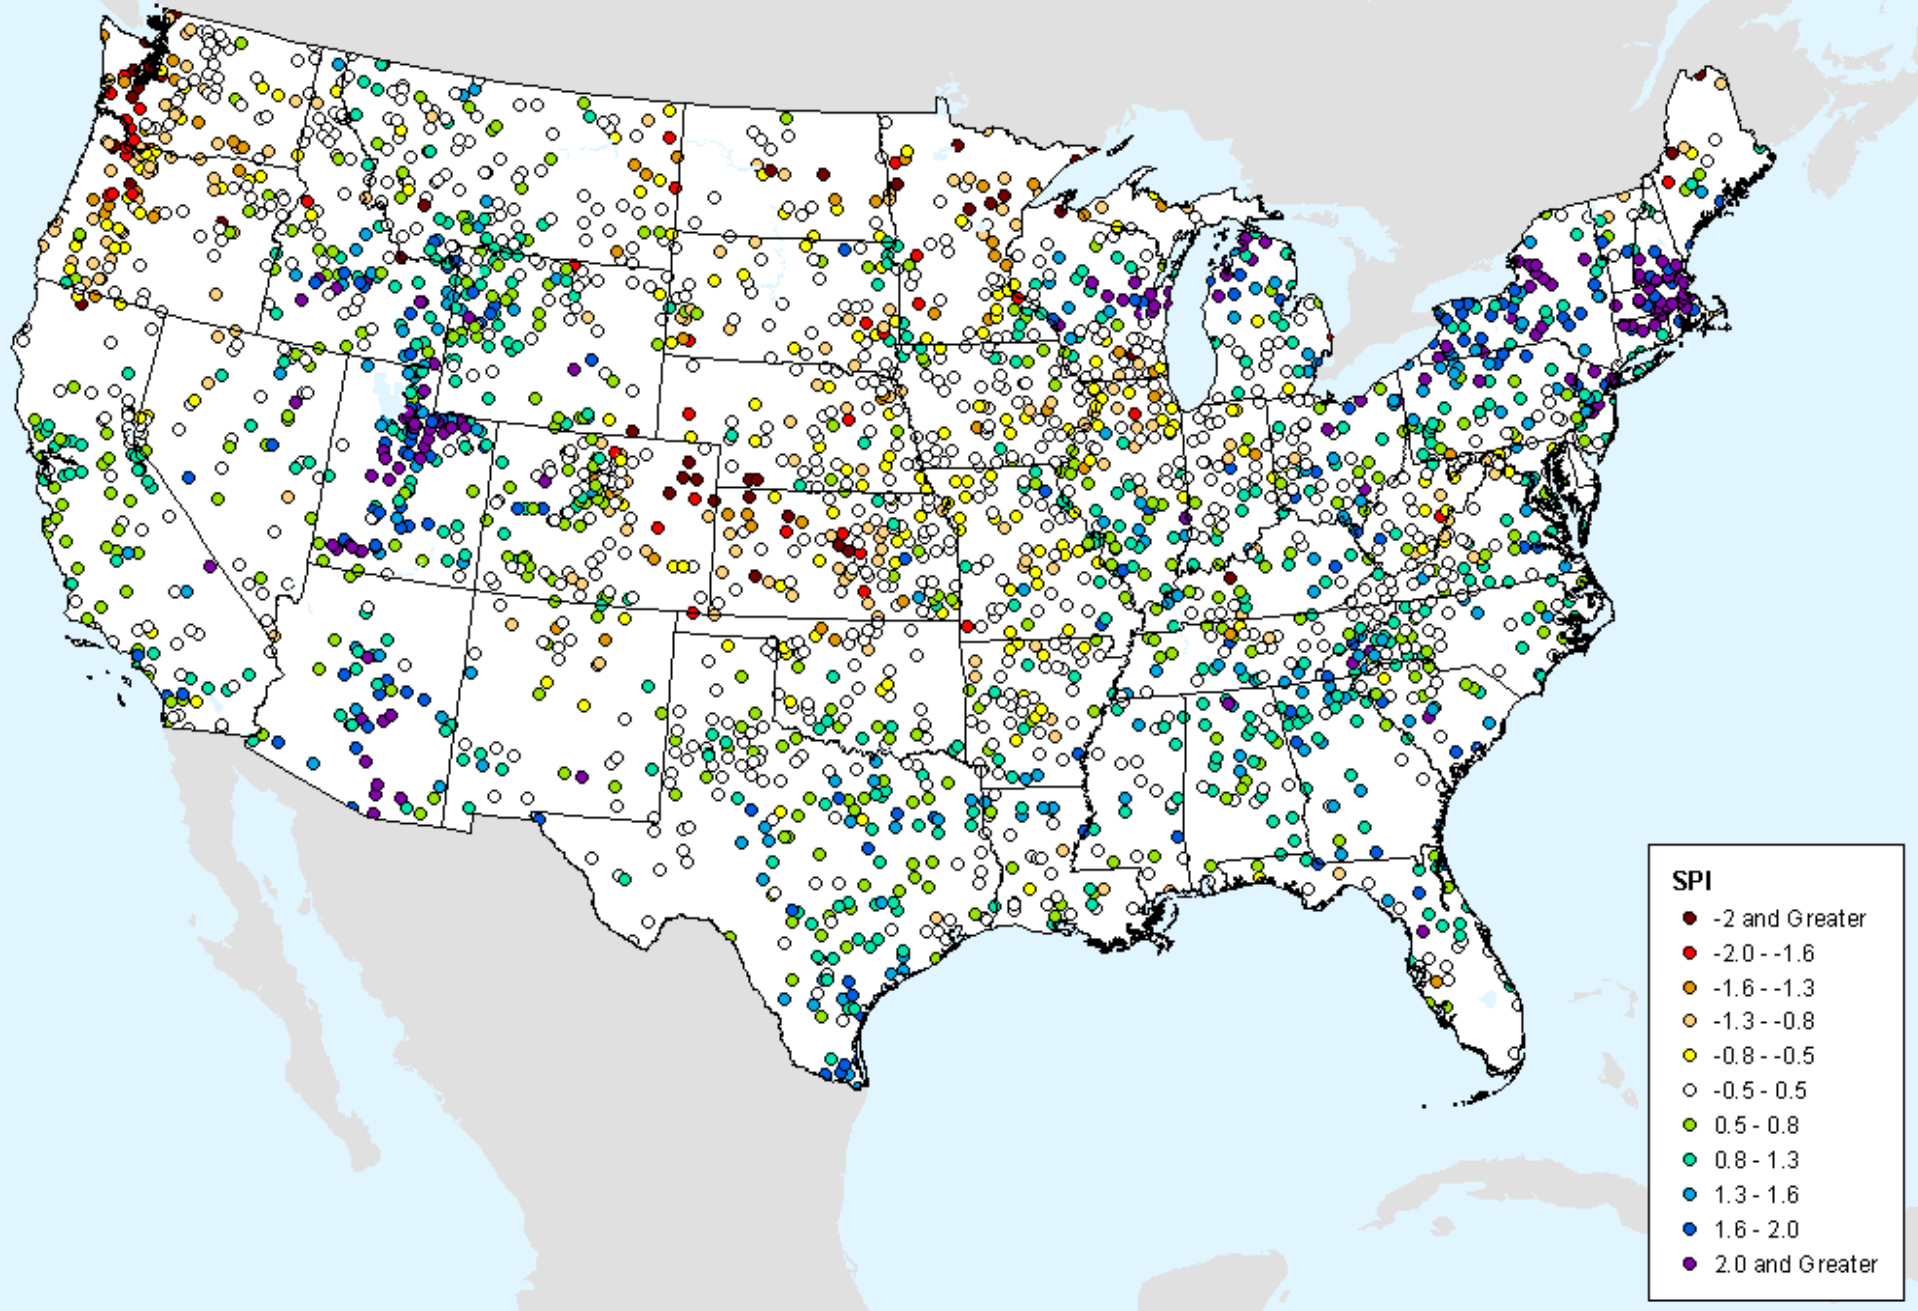 SPI
-2 and Greater
-2.0 - -1.6
-1.6 - -1.3
-1.3 - -0.8
-0.8 - -0.5
-0.5 - 0.5
0.5 - 0.8
0.8 - 1.3
1.3 - 1.6
1.6 - 2.0
2.0 and Greater